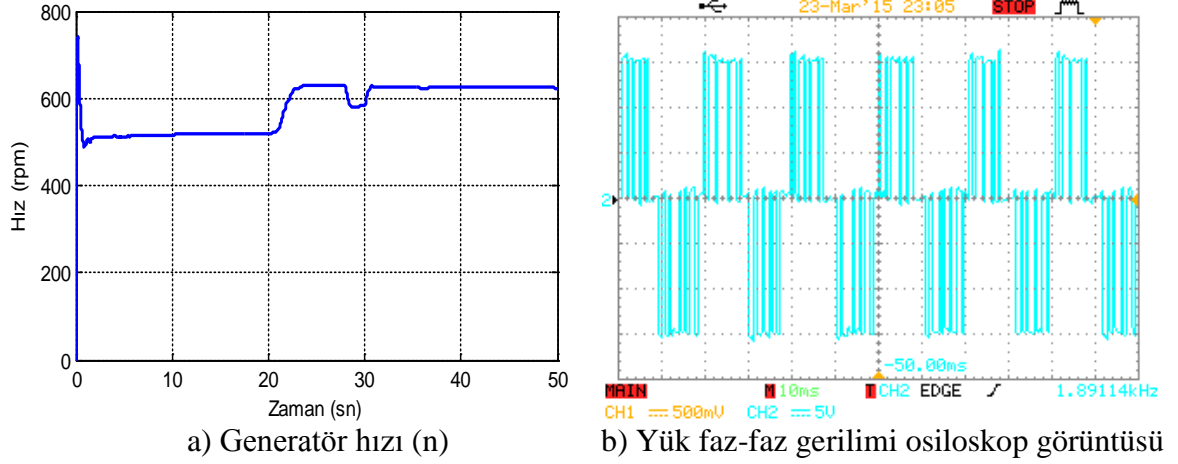 800
600
400
200
0
0 10 20 30 40 50
Hız (rpm)
Zaman (sn)
a) Generatör hızı (n)
23-Mar'15 23:05 STOP
2
-50.00ms
MAIN M 10ms T CH2 EDGE 1.89114kHz
CH1 500mV CH2 5V
b) Yük faz-faz gerilimi osiloskop görüntüsü